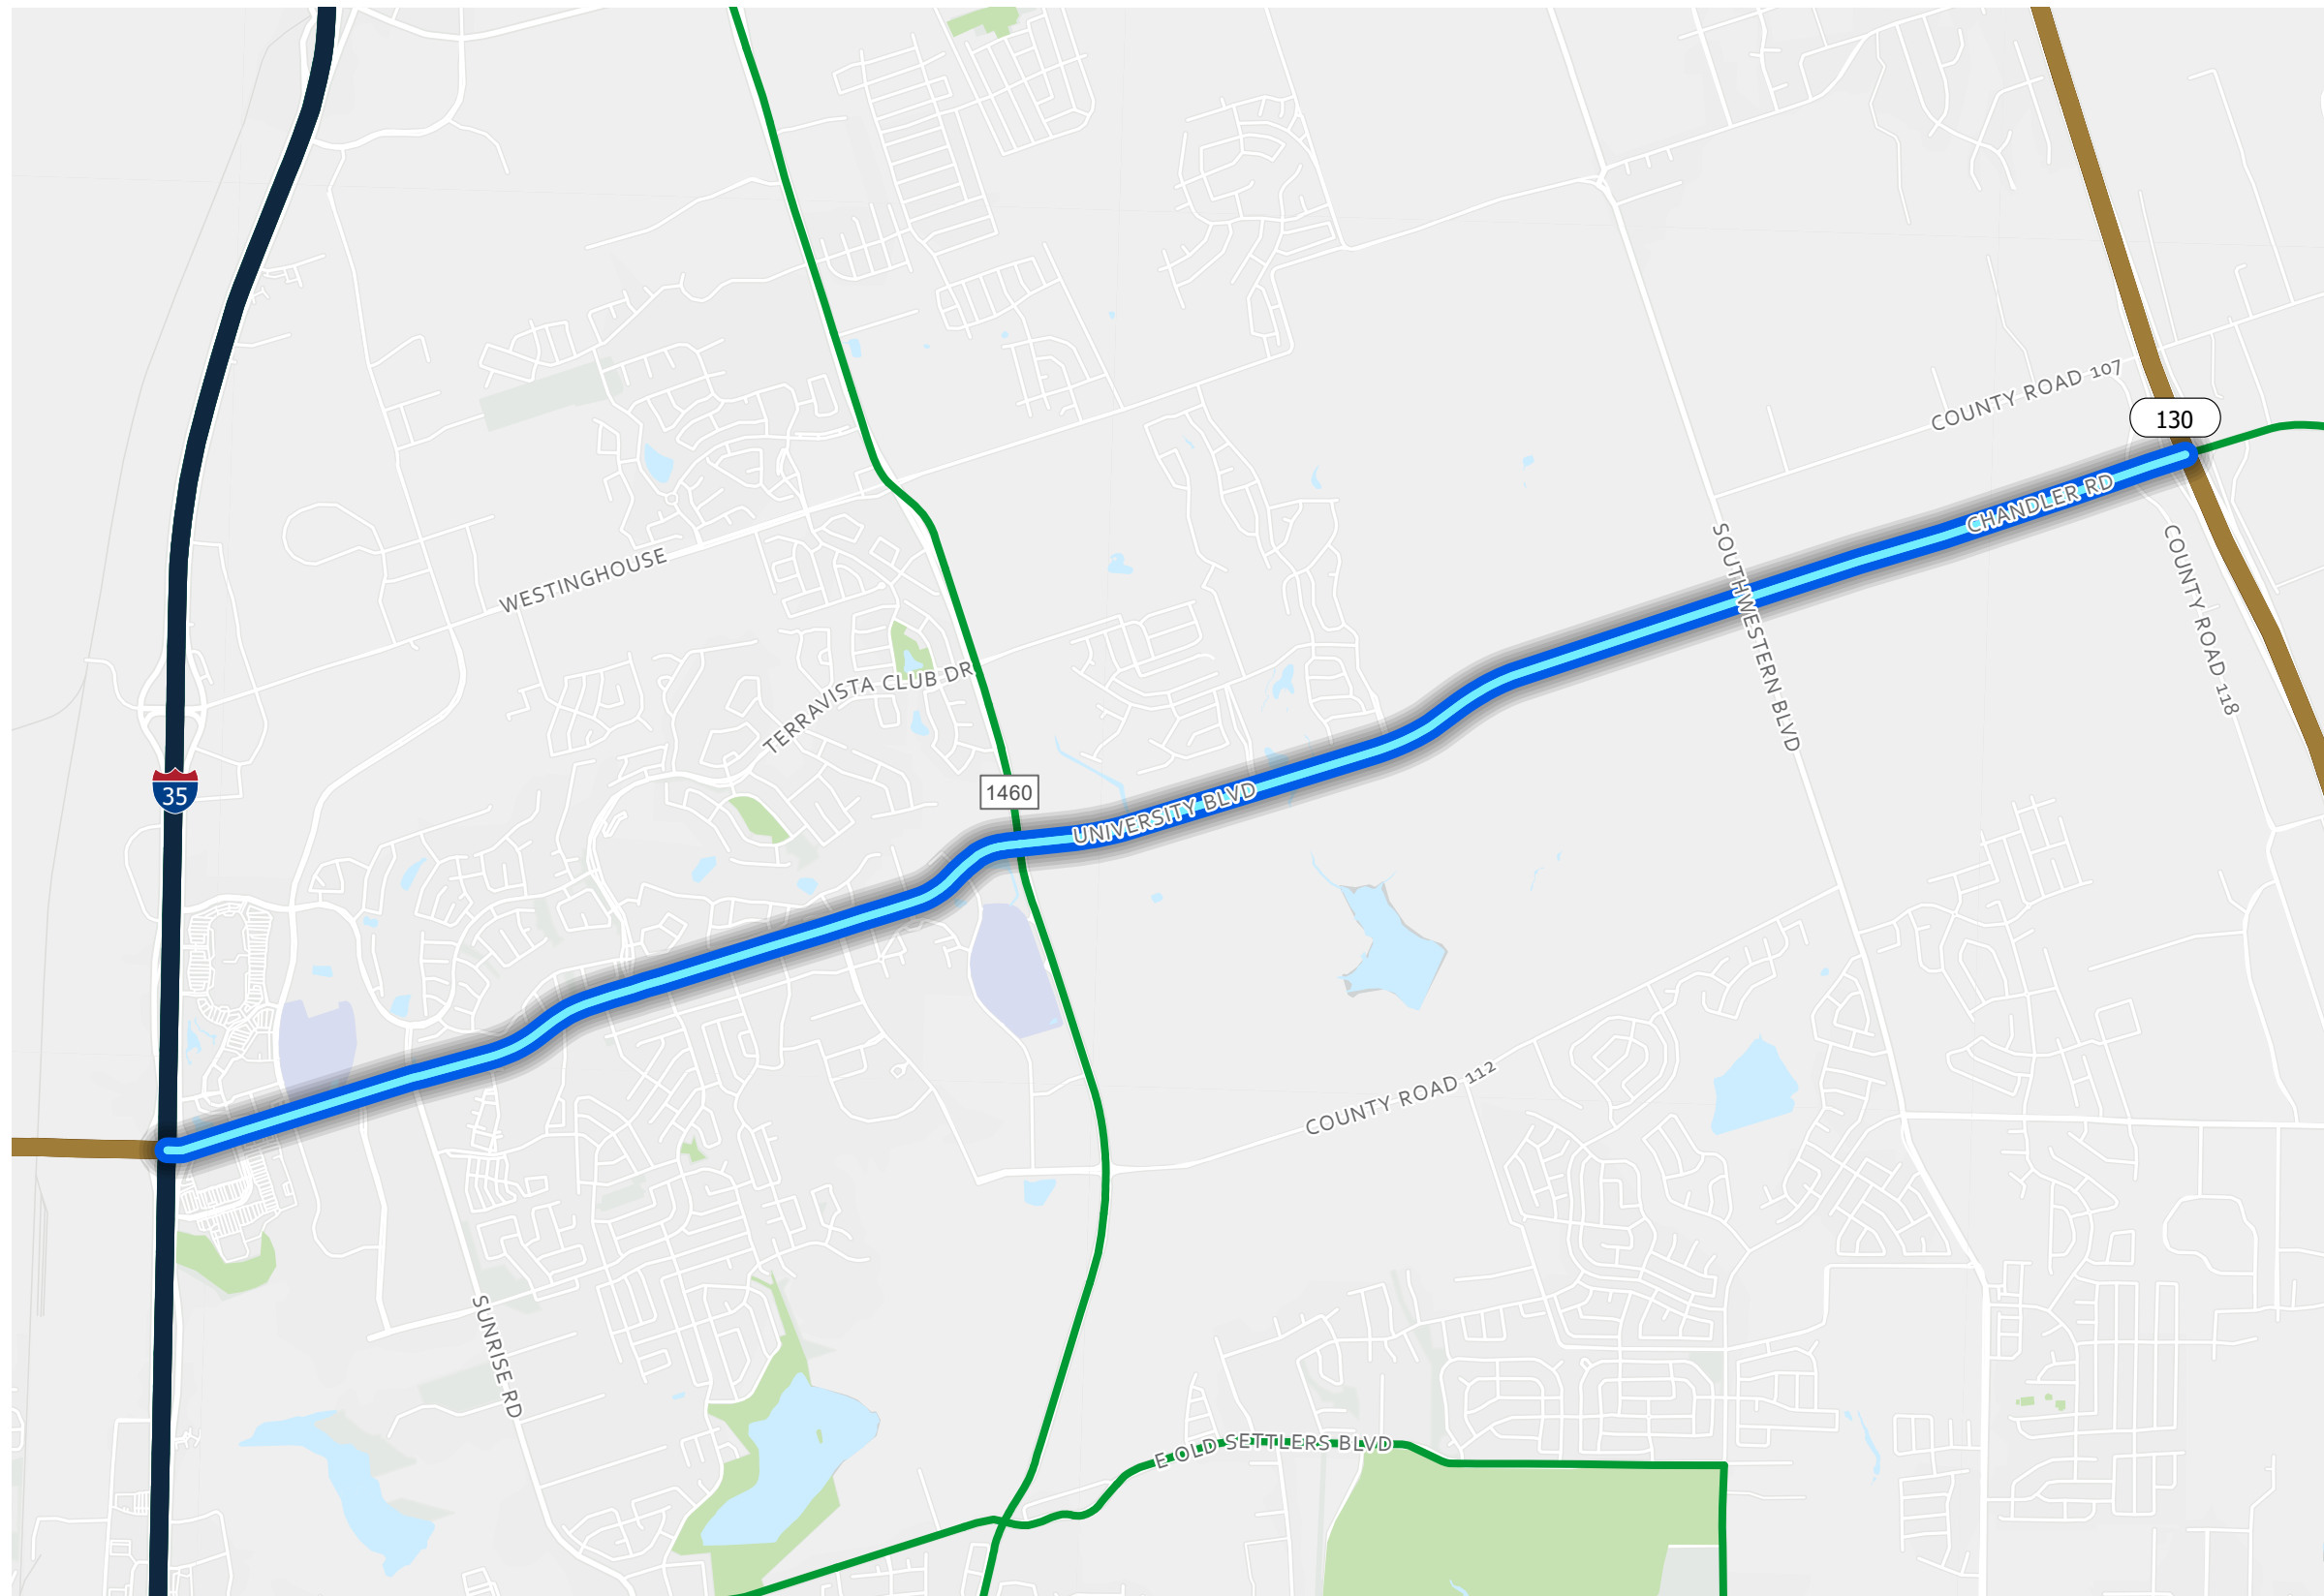 COUNTY ROAD 107
130
CHANDLER RD
SOUTHWESTERN BLVD
COUNTY ROAD 118
WESTINGHOUSE
TERRAVISTA CLUB DR
35
1460
UNIVERSITY BLVD
COUNTY ROAD 112
SUNRISE RD
E OLD SETTLERS BLVD